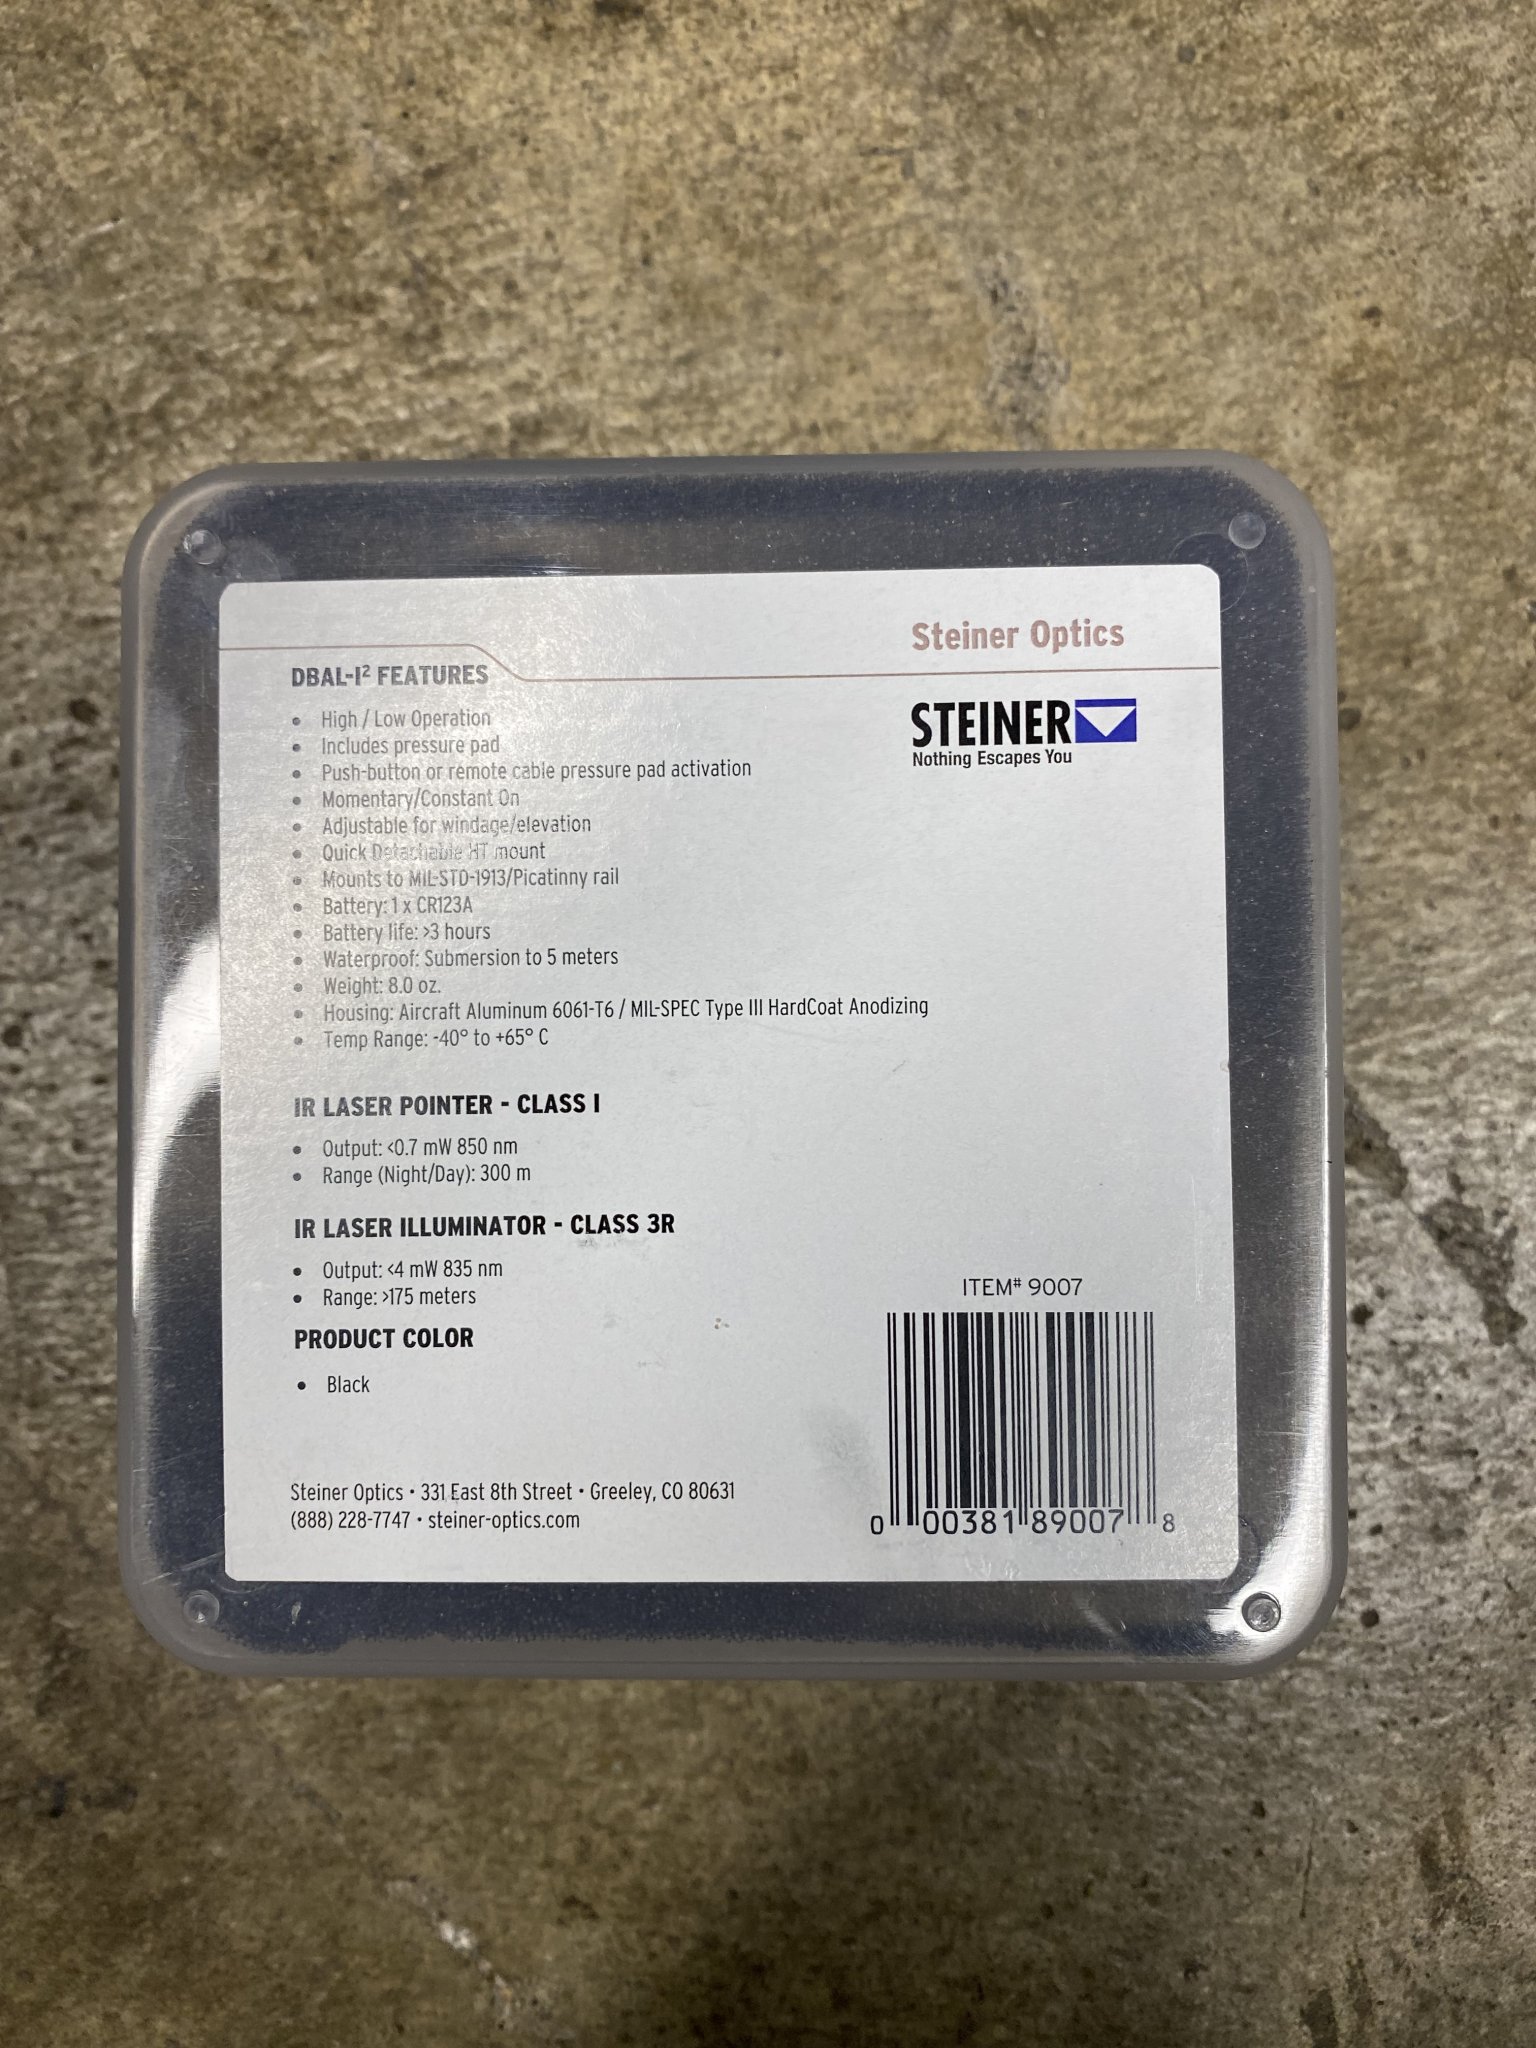 Steiner Optics
DBAL-I² FEATURES
STEINER
Nothing Escapes You
• High / Low Operation
• Includes pressure pad
• Push-button or remote cable pressure pad activation
• Momentary/Constant On
• Adjustable for windage/elevation
• Quick Detachable HT mount
• Mounts to MIL-STD-1913/Picatinny rail
• Battery: 1 x CR123A
• Battery life: >3 hours
• Waterproof: Submersion to 5 meters
• Weight: 8.0 oz.
• Housing: Aircraft Aluminum 6061-T6 / MIL-SPEC Type III HardCoat Anodizing
• Temp Range: -40° to +65° C
IR LASER POINTER - CLASS I
• Output: <0.7 mW 850 nm
• Range (Night/Day): 300 m
IR LASER ILLUMINATOR - CLASS 3R
• Output: <4 mW 835 nm
• Range: >175 meters
PRODUCT COLOR
• Black
ITEM# 9007
0 00381 89007 8
Steiner Optics • 331 East 8th Street • Greeley, CO 80631
(888) 228-7747 • steiner-optics.com